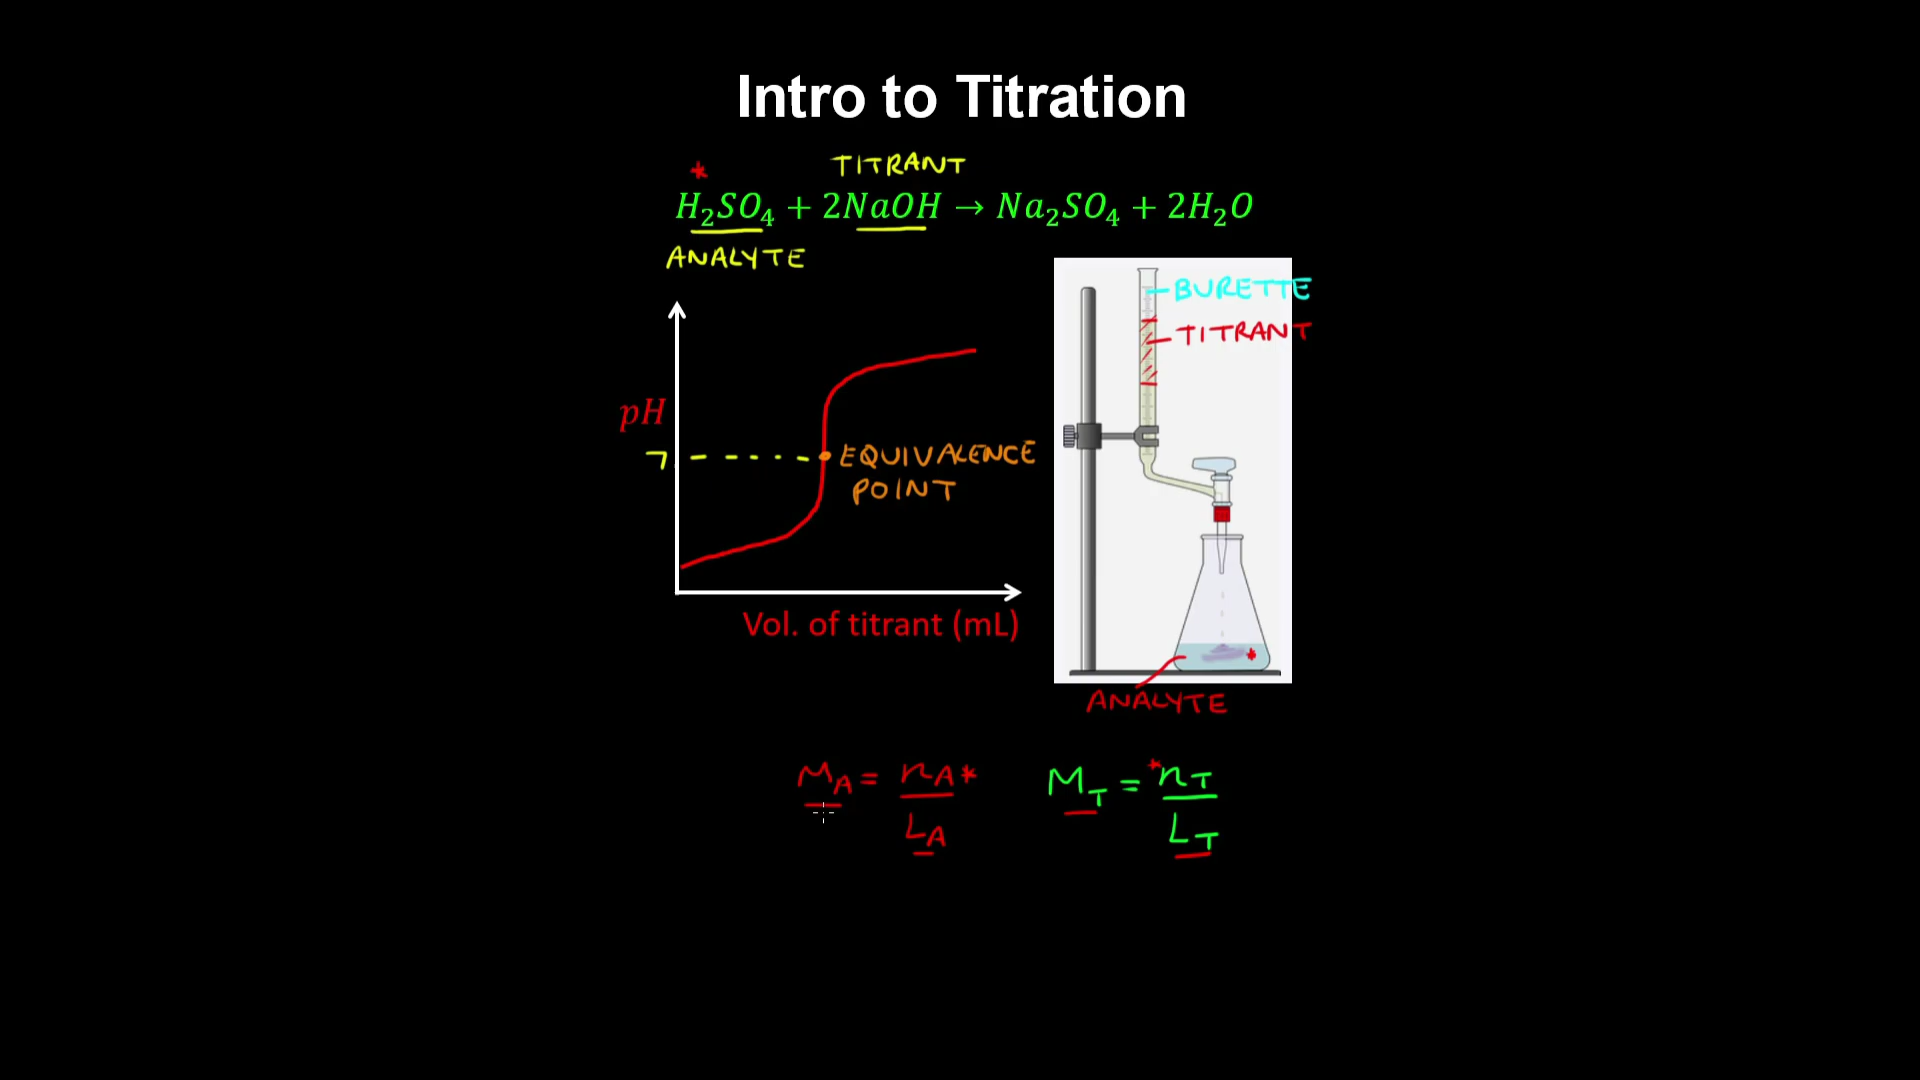 Intro to Titration
*
TITRANT
H₂SO₄ + 2NaOH → Na₂SO₄ + 2H₂O
ANALYTE
BURETTE
TITRANT
pH
7
EQUIVALENCE
POINT
Vol. of titrant (mL)
*
ANALYTE
M_A = n_A* / L_A
M_T = *n_T / L_T